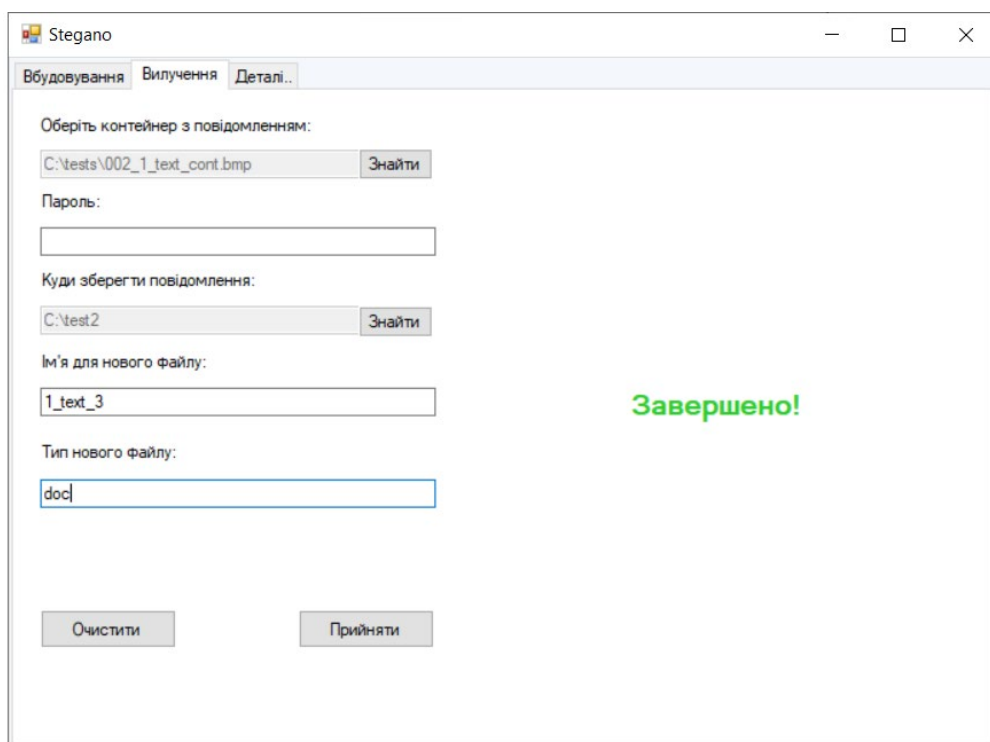 Stegano
Вбудовування Вилучення Деталі..
Оберіть контейнер з повідомленням:
C:\tests\002_1_text_cont.bmp Знайти
Пароль:
Куди зберегти повідомлення:
C:\test2 Знайти
Ім'я для нового файлу:
1_text_3
Завершено!
Тип нового файлу:
doc
Очистити Прийняти